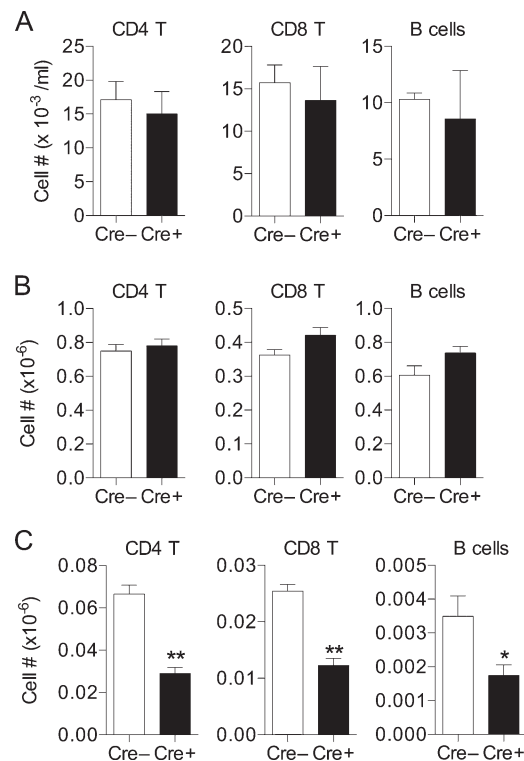 A
CD4 T
CD8 T
B cells
Cell # (x 10⁻³ /ml)
25
20
15
10
5
0
Cre– Cre+
20
15
10
5
0
Cre– Cre+
15
10
5
0
Cre– Cre+
B
CD4 T
CD8 T
B cells
Cell # (x10⁻⁶)
1.0
0.8
0.6
0.4
0.2
0.0
Cre– Cre+
0.5
0.4
0.3
0.2
0.1
0.0
Cre– Cre+
1.0
0.8
0.6
0.4
0.2
0.0
Cre– Cre+
C
CD4 T
CD8 T
B cells
Cell # (x10⁻⁶)
0.08
0.06
0.04
0.02
0.00
**
Cre– Cre+
0.03
0.02
0.01
0.00
**
Cre– Cre+
0.005
0.004
0.003
0.002
0.001
0.000
*
Cre– Cre+